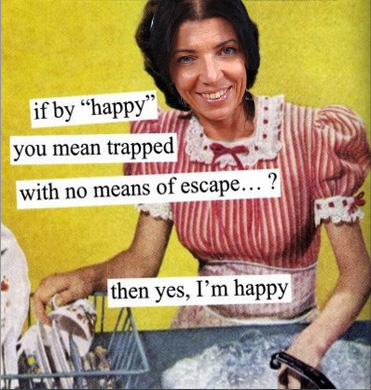 if by “happy”
you mean trapped
with no means of escape... ?
then yes, I’m happy